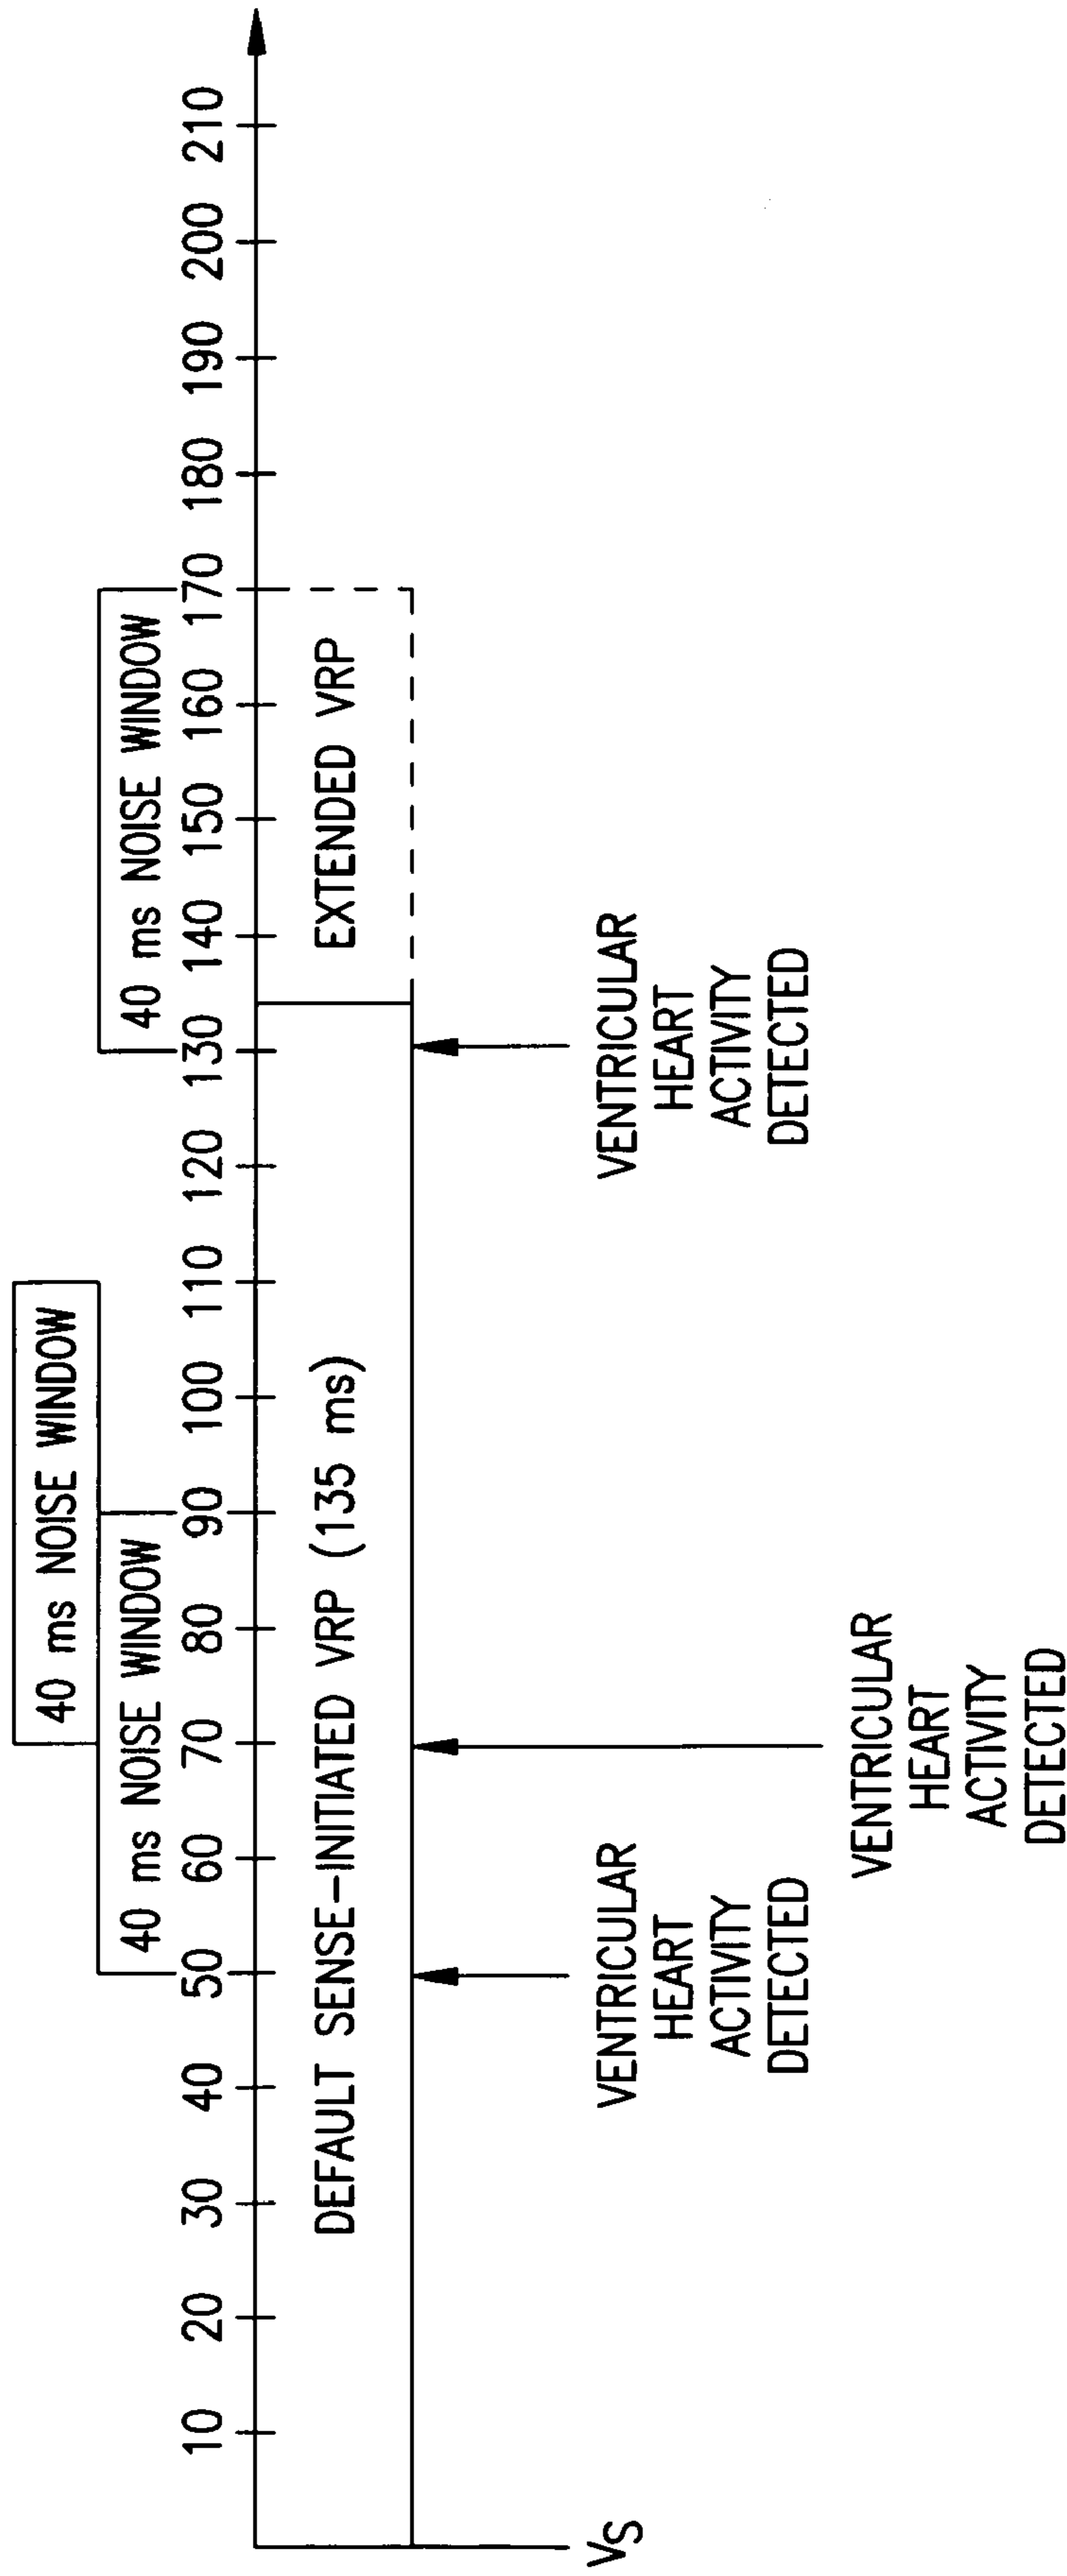 40 ms NOISE WINDOW
40 ms NOISE WINDOW
40 ms NOISE WINDOW
10 20 30 40 50 60 70 80 90 100 110 120 130 140 150 160 170 180 190 200 210
DEFAULT SENSE-INITIATED VRP (135 ms)
EXTENDED VRP
VS
VENTRICULAR
HEART
ACTIVITY
DETECTED
VENTRICULAR
HEART
ACTIVITY
DETECTED
VENTRICULAR
HEART
ACTIVITY
DETECTED